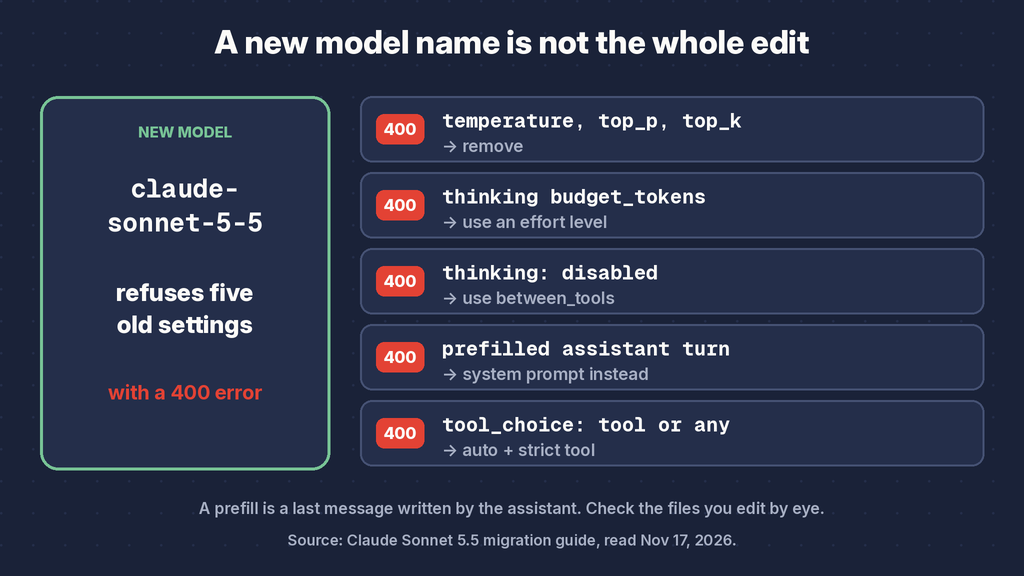 A new model name is not the whole edit
NEW MODEL
claude-
sonnet-5-5
refuses five
old settings
with a 400 error
400
temperature, top_p, top_k
→ remove
400
thinking budget_tokens
→ use an effort level
400
thinking: disabled
→ use between_tools
400
prefilled assistant turn
→ system prompt instead
400
tool_choice: tool or any
→ auto + strict tool
A prefill is a last message written by the assistant. Check the files you edit by eye.
Source: Claude Sonnet 5.5 migration guide, read Nov 17, 2026.